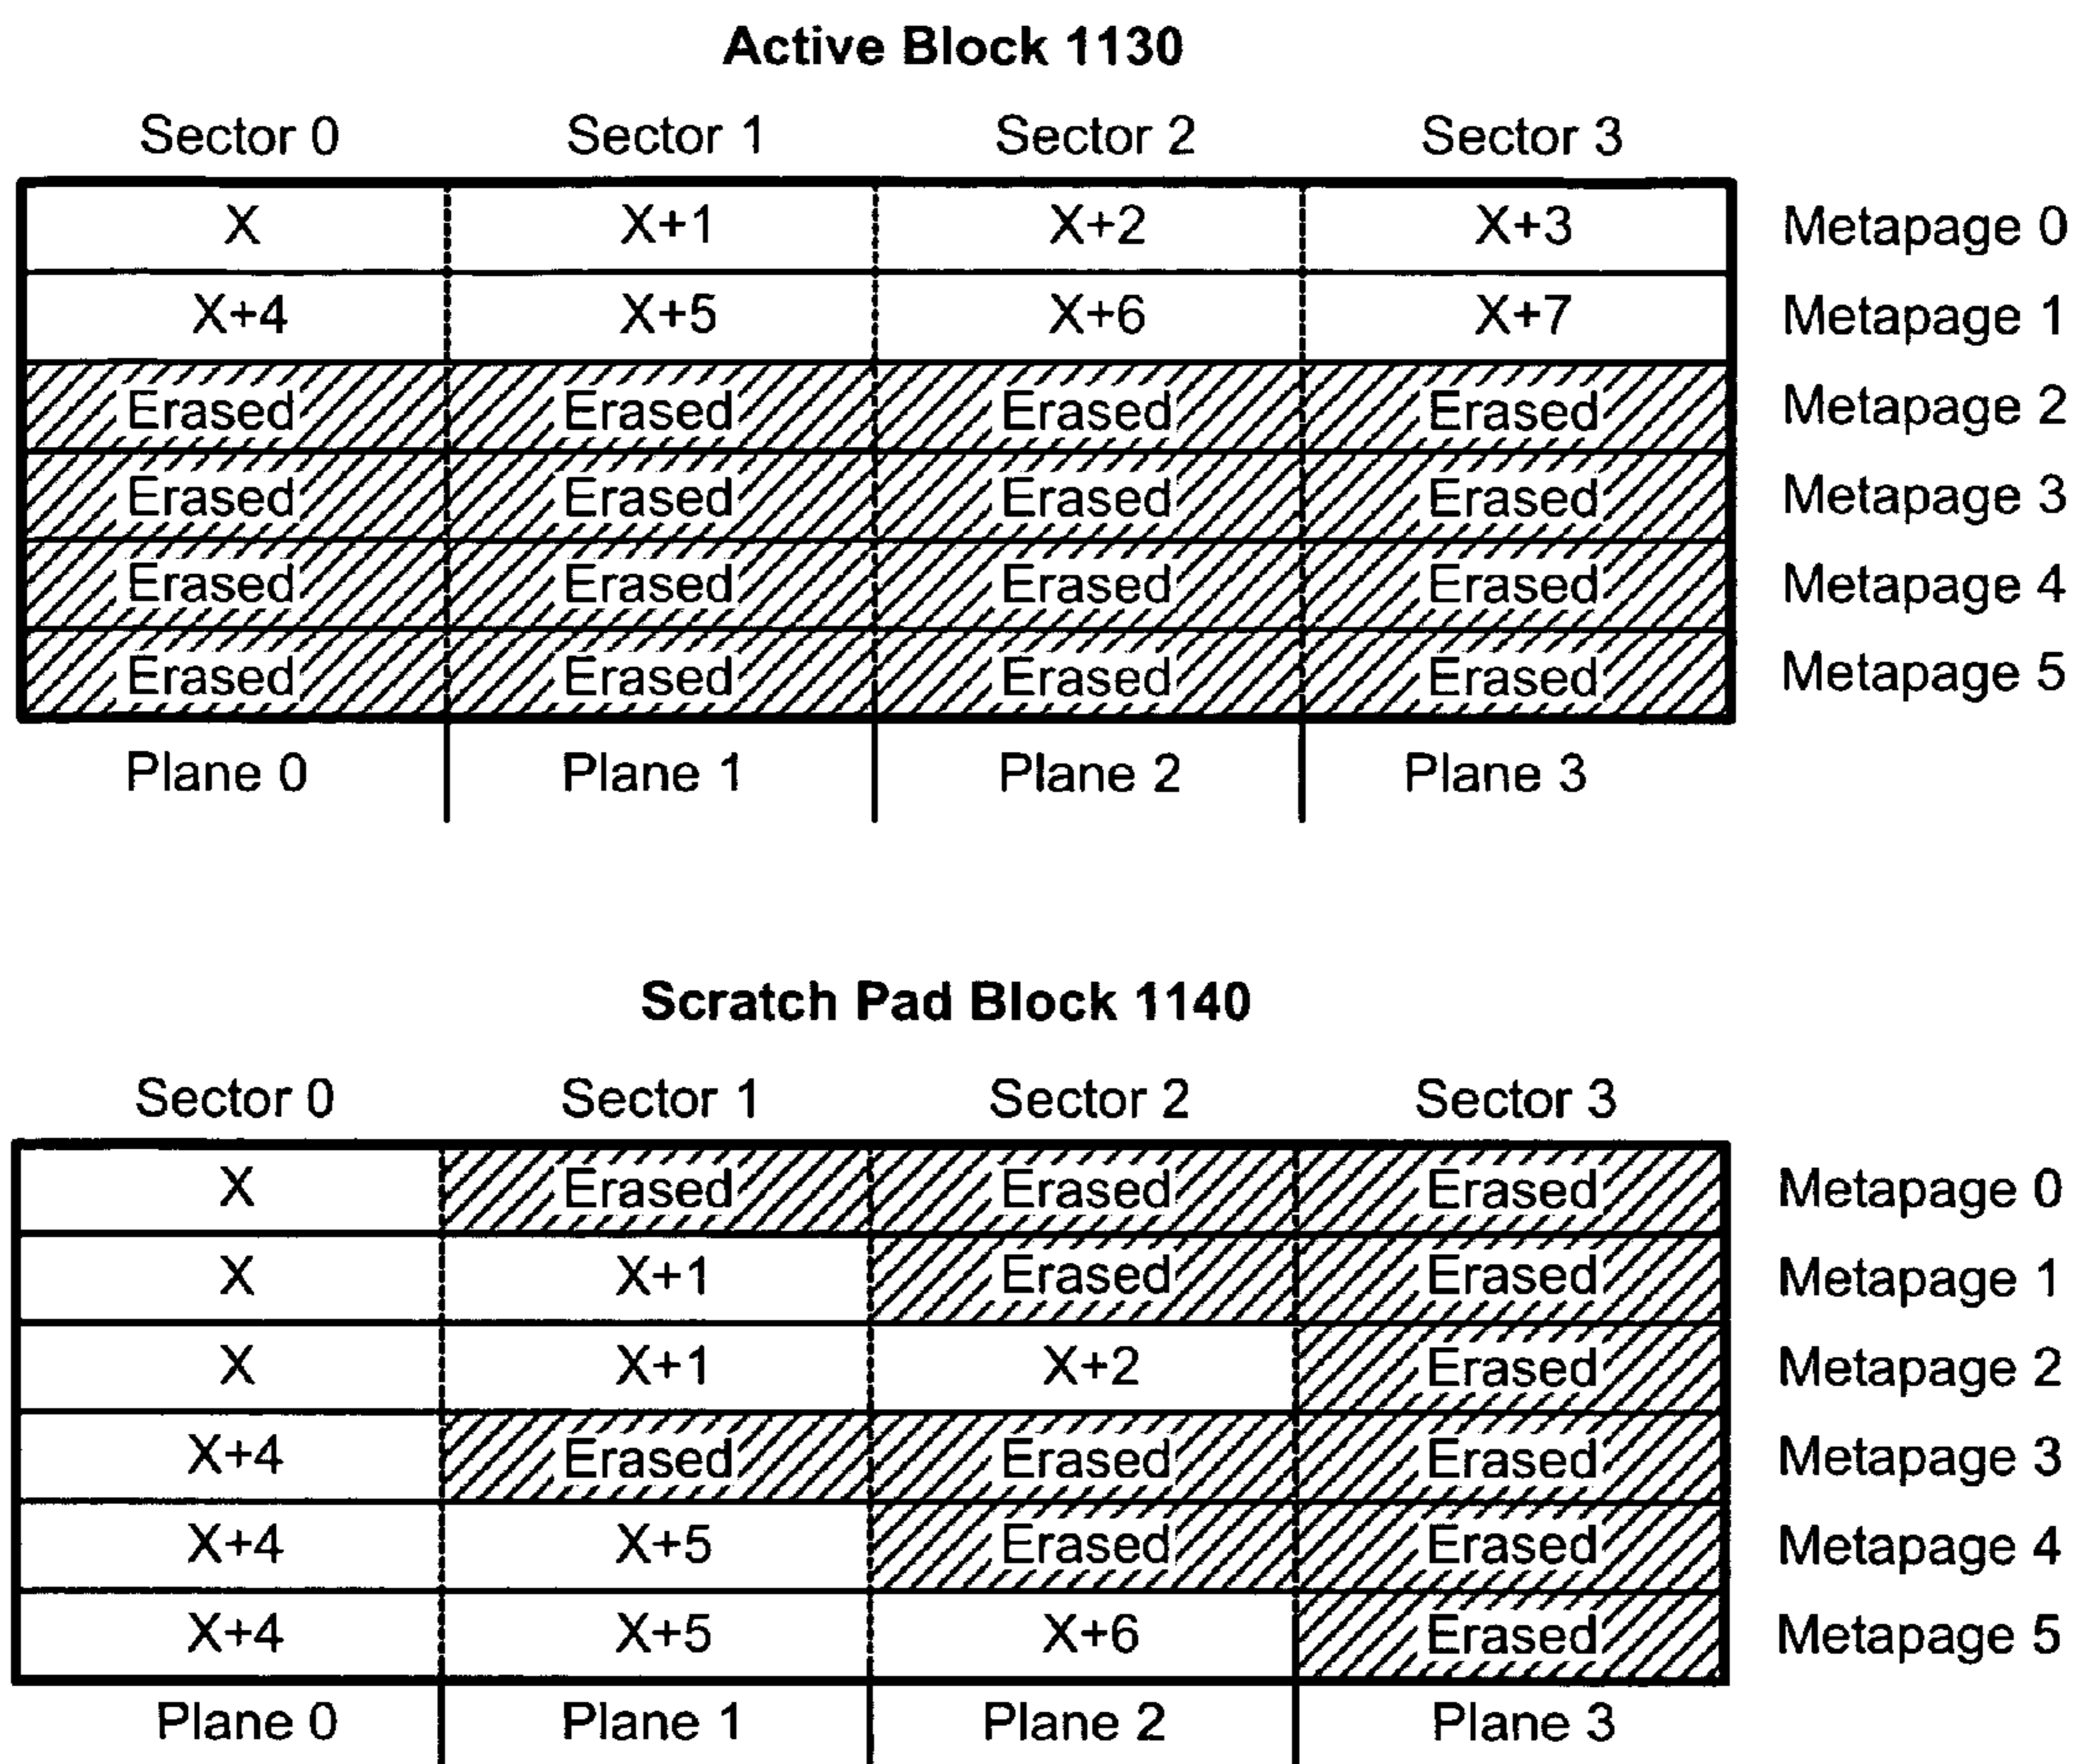 Active Block 1130
Sector 0 Sector 1 Sector 2 Sector 3
X X+1 X+2 X+3 Metapage 0
X+4 X+5 X+6 X+7 Metapage 1
Erased Erased Erased Erased Metapage 2
Erased Erased Erased Erased Metapage 3
Erased Erased Erased Erased Metapage 4
Erased Erased Erased Erased Metapage 5
Plane 0 Plane 1 Plane 2 Plane 3
Scratch Pad Block 1140
Sector 0 Sector 1 Sector 2 Sector 3
X Erased Erased Erased Metapage 0
X X+1 Erased Erased Metapage 1
X X+1 X+2 Erased Metapage 2
X+4 Erased Erased Erased Metapage 3
X+4 X+5 Erased Erased Metapage 4
X+4 X+5 X+6 Erased Metapage 5
Plane 0 Plane 1 Plane 2 Plane 3